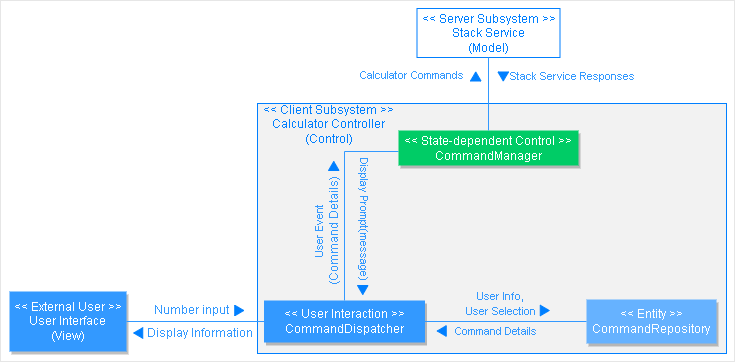 << Server Subsystem >>
Stack Service
(Model)
Calculator Commands
Stack Service Responses
<< Client Subsystem >>
Calculator Controller
(Control)
<< State-dependent Control >>
CommandManager
User Event
(Command Details)
Display Prompt(message)
<< External User >>
User Interface
(View)
Number input
Display Information
<< User Interaction >>
CommandDispatcher
User Info,
User Selection
Command Details
<< Entity >>
CommandRepository